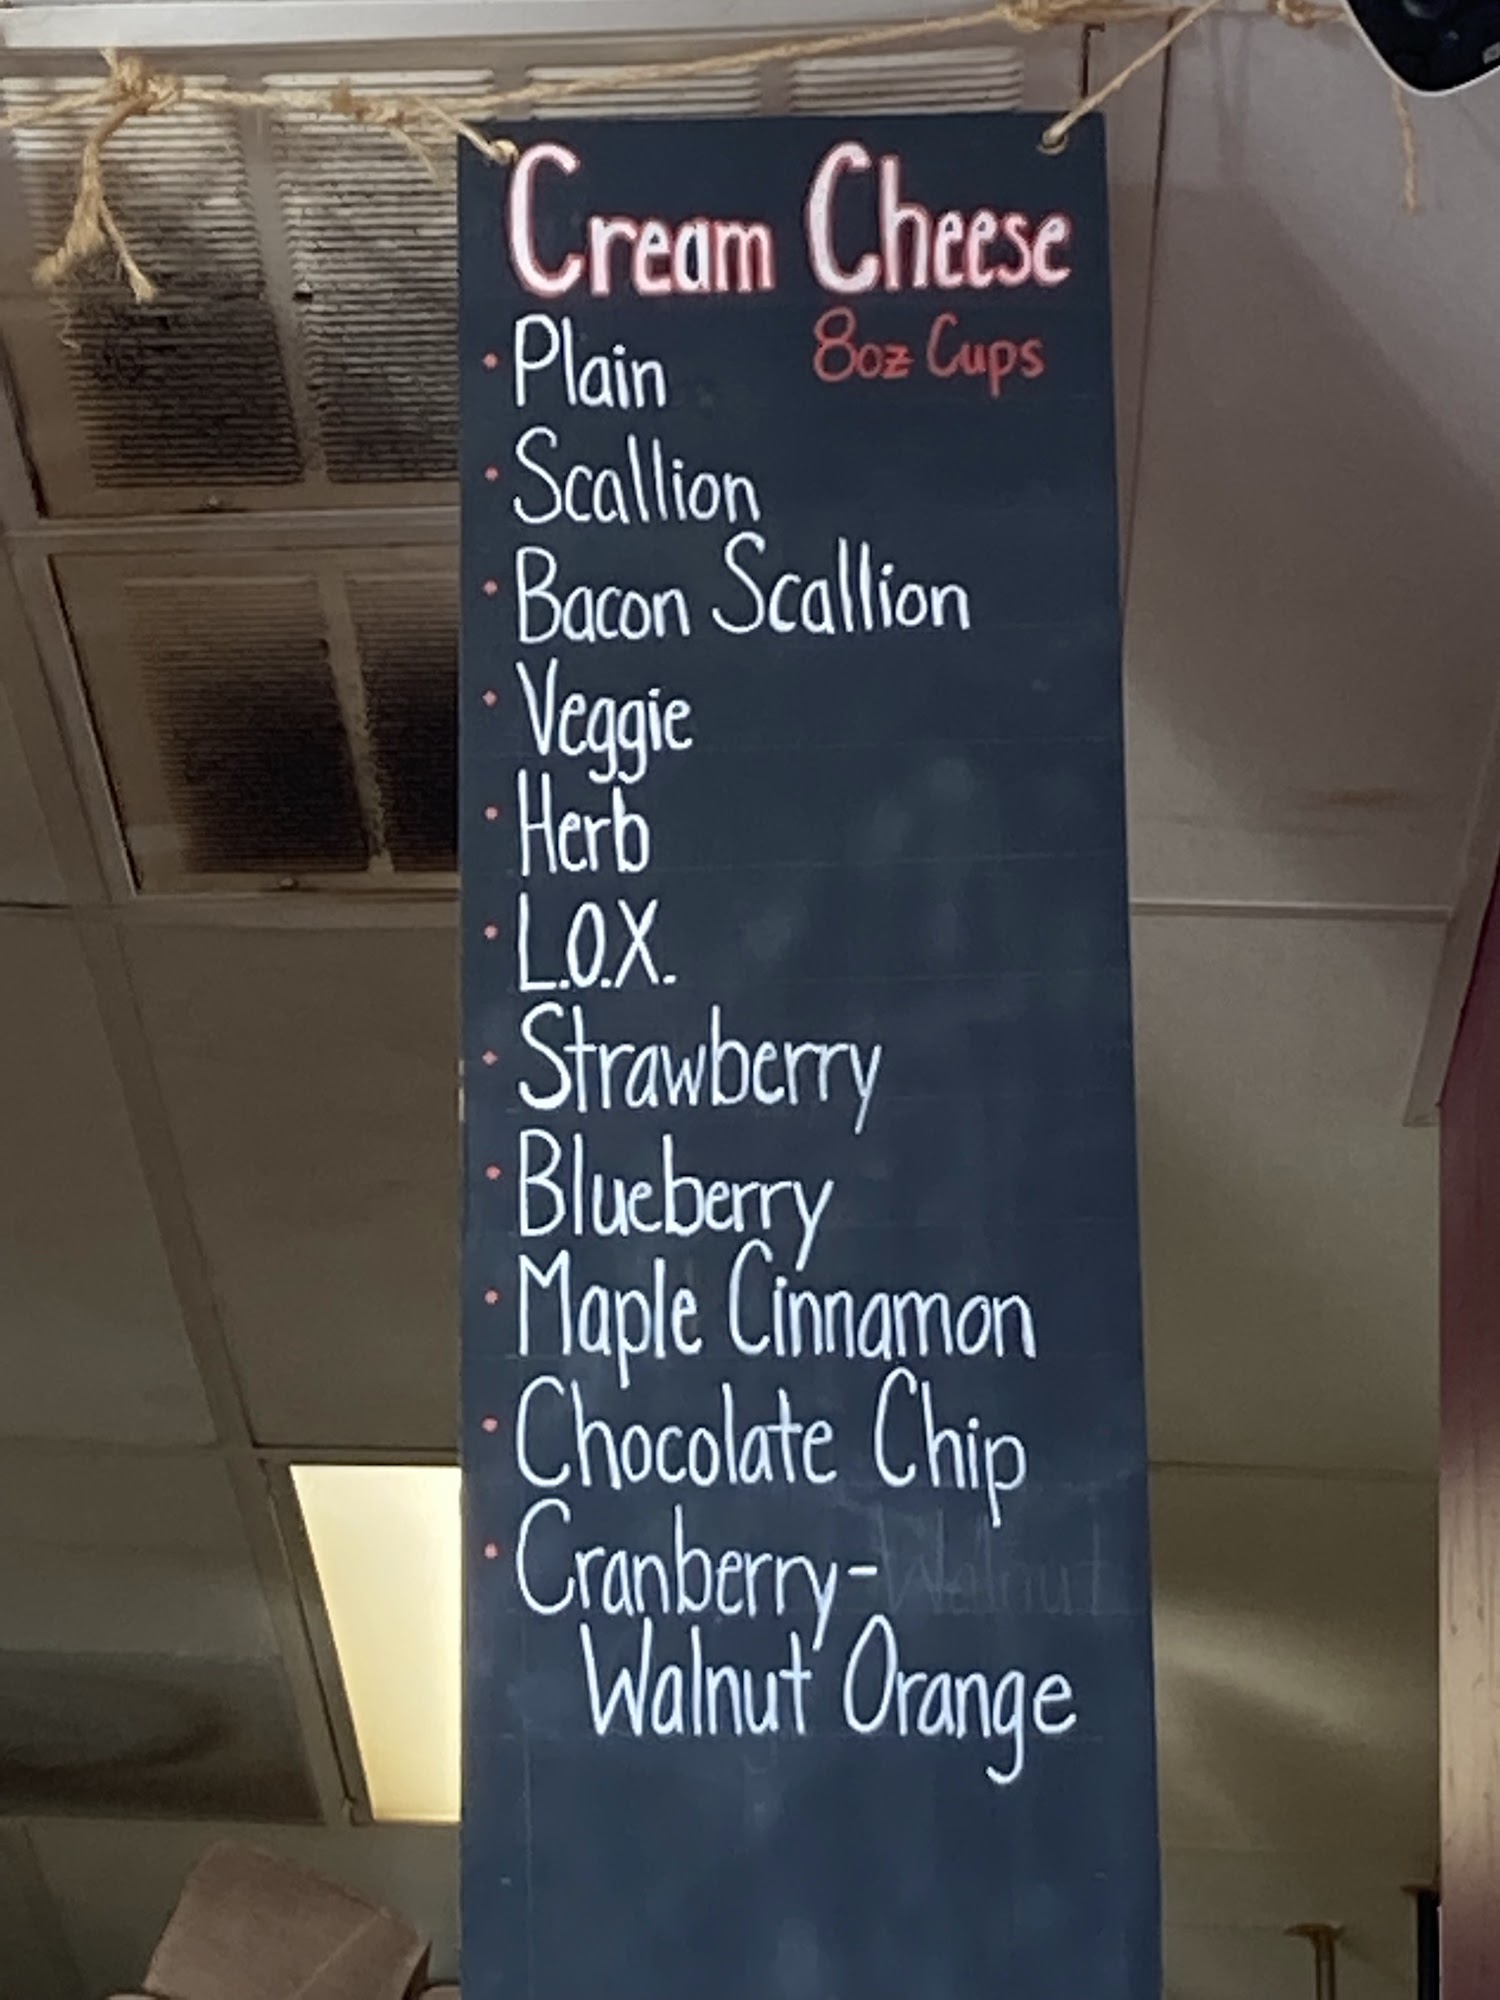 Cream Cheese
8oz Cups
• Plain
• Scallion
• Bacon Scallion
• Veggie
• Herb
• L.O.X.
• Strawberry
• Blueberry
• Maple Cinnamon
• Chocolate Chip
• Cranberry- Walnut
Walnut Orange